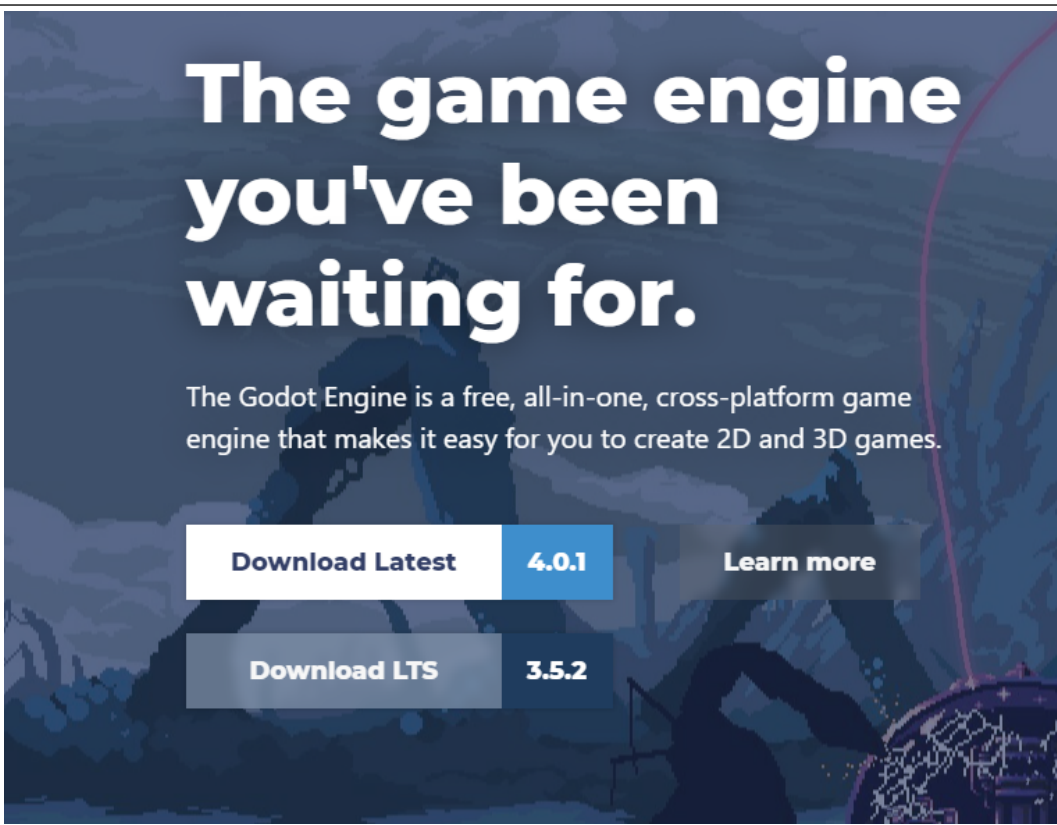 The game engine
you've been
waiting for.
The Godot Engine is a free, all-in-one, cross-platform game
engine that makes it easy for you to create 2D and 3D games.
Download Latest 4.0.1 Learn more
Download LTS 3.5.2